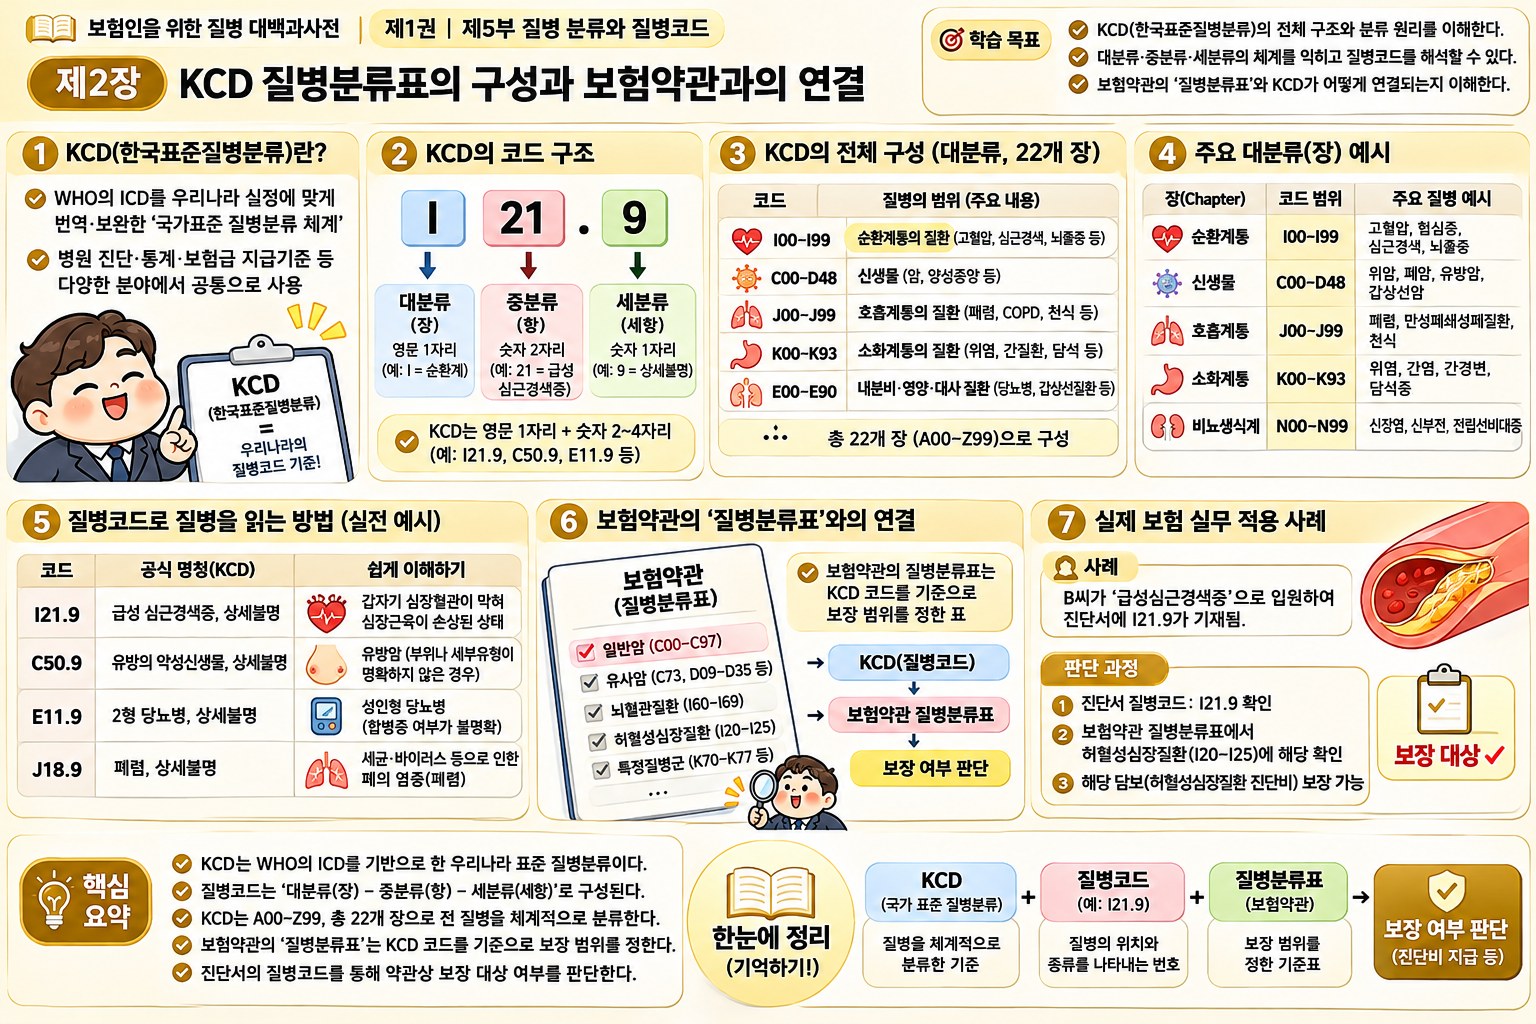 보험인을 위한 질병 대백과사전 | 제1권 | 제5부 질병 분류와 질병코드
제2장 KCD 질병분류표의 구성과 보험약관과의 연결
학습 목표
KCD(한국표준질병분류)의 전체 구조와 분류 원리를 이해한다.
대분류·중분류·세분류의 체계를 익히고 질병코드를 해석할 수 있다.
보험약관의 '질병분류표'와 KCD가 어떻게 연결되는지 이해한다.
1 KCD(한국표준질병분류)란?
WHO의 ICD를 우리나라 실정에 맞게
번역·보완한 '국가표준 질병분류 체계'
병원 진단·통계·보험급 지급기준 등
다양한 분야에서 공통으로 사용
KCD
(한국표준질병분류)
=
우리나라의
질병코드 기준!
2 KCD의 코드 구조
I 21 . 9
대분류
(장)
영문 1자리
(예: I = 순환계)
중분류
(항)
숫자 2자리
(예: 21 = 급성
심근경색증)
세분류
(세항)
숫자 1자리
(예: 9 = 상세불명)
KCD는 영문 1자리 + 숫자 2~4자리
(예: I21.9, C50.9, E11.9 등)
3 KCD의 전체 구성 (대분류, 22개 장)
코드 질병의 범위 (주요 내용)
I00~I99 순환계통의 질환 (고혈압, 심근경색, 뇌졸중 등)
C00~D48 신생물 (암, 양성종양 등)
J00~J99 호흡계통의 질환 (패렴, COPD, 천식 등)
K00~K93 소화계통의 질환 (위염, 간질환, 담석 등)
E00~E90 내분비·영양·대사 질환 (당뇨병, 갑상선질환 등)
총 22개 장 (A00~Z99)으로 구성
4 주요 대분류(장) 예시
장(Chapter) 코드 범위 주요 질병 예시
순환계통 I00~I99 고혈압, 협심증,
심근경색, 뇌졸중
신생물 C00~D48 위암, 폐암, 유방암,
갑상선암
호흡계통 J00~J99 폐렴, 만성폐쇄성폐질환,
천식
소화계통 K00~K93 위염, 간염, 간경변,
담석증
비뇨생식계 N00~N99 신장염, 신부전, 전립선비대증
5 질병코드로 질병을 읽는 방법 (실전 예시)
코드 공식 명칭(KCD) 쉽게 이해하기
I21.9 급성 심근경색증, 상세불명 갑자기 심장혈관이 막혀
심장근육이 손상된 상태
C50.9 유방의 악성신생물, 상세불명 유방암 (부위나 세부유형이
명확하지 않은 경우)
E11.9 2형 당뇨병, 상세불명 성인형 당뇨병
(합병증 여부가 불명확)
J18.9 폐렴, 상세불명 세균·바이러스 등으로 인한
폐의 염증(폐렴)
6 보험약관의 '질병분류표'와의 연결
보험약관
(질병분류표)
일반암 (C00~C97)
유사암 (C73, D09~D35 등)
뇌혈관질환 (I60~I69)
허혈성심장질환 (I20~I25)
특정질병군 (K70~K77 등)
...
보험약관의 질병분류표는
KCD 코드를 기준으로
보장 범위를 정한 표
KCD(질병코드)
보험약관 질병분류표
보장 여부 판단
7 실제 보험 실무 적용 사례
사례
B씨가 '급성심근경색증'으로 입원하여
진단서에 I21.9가 기재됨.
판단 과정
1 진단서 질병코드: I21.9 확인
2 보험약관 질병분류표에서
허혈성심장질환(I20~I25)에 해당 확인
3 해당 담보(허혈성심장질환 진단비) 보장 가능
보장 대상
핵심
요약
KCD는 WHO의 ICD를 기반으로 한 우리나라 표준 질병분류이다.
질병코드는 '대분류(장) – 중분류(항) – 세분류(세항)'로 구성된다.
KCD는 A00~Z99, 총 22개 장으로 전 질병을 체계적으로 분류한다.
보험약관의 '질병분류표'는 KCD 코드를 기준으로 보장 범위를 정한다.
진단서의 질병코드를 통해 약관상 보장 대상 여부를 판단한다.
한눈에 정리
(기억하기!)
KCD
(국가 표준 질병분류)
질병을 체계적으로
분류한 기준
+
질병코드
(예: I21.9)
질병의 위치와
종류를 나타내는 번호
+
질병분류표
(보험약관)
보장 범위를
정한 기준표
보장 여부 판단
(진단비 지급 등)